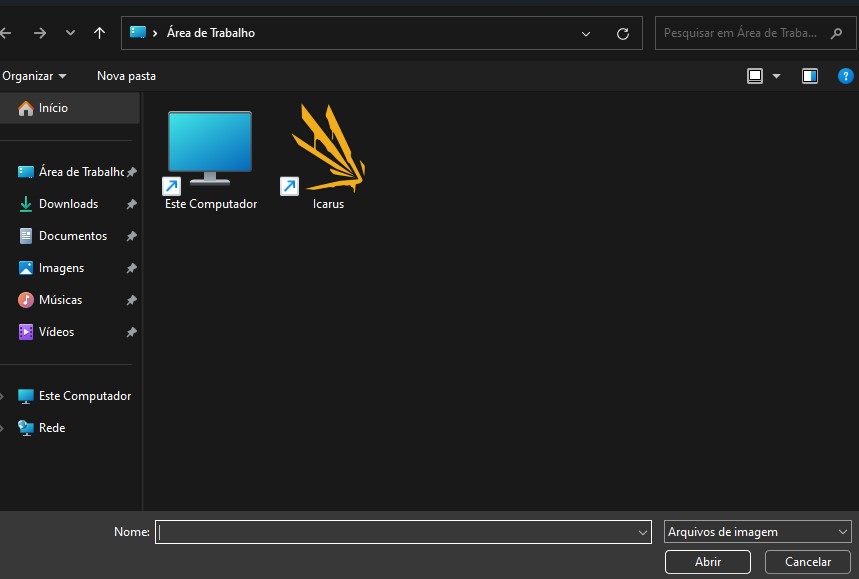 Área de Trabalho
Pesquisar em Área de Traba...
Organizar
Nova pasta
Início
Área de Trabalho
Downloads
Documentos
Imagens
Músicas
Vídeos
Este Computador
Rede
Este Computador
Icarus
Nome:
Arquivos de imagem
Abrir
Cancelar